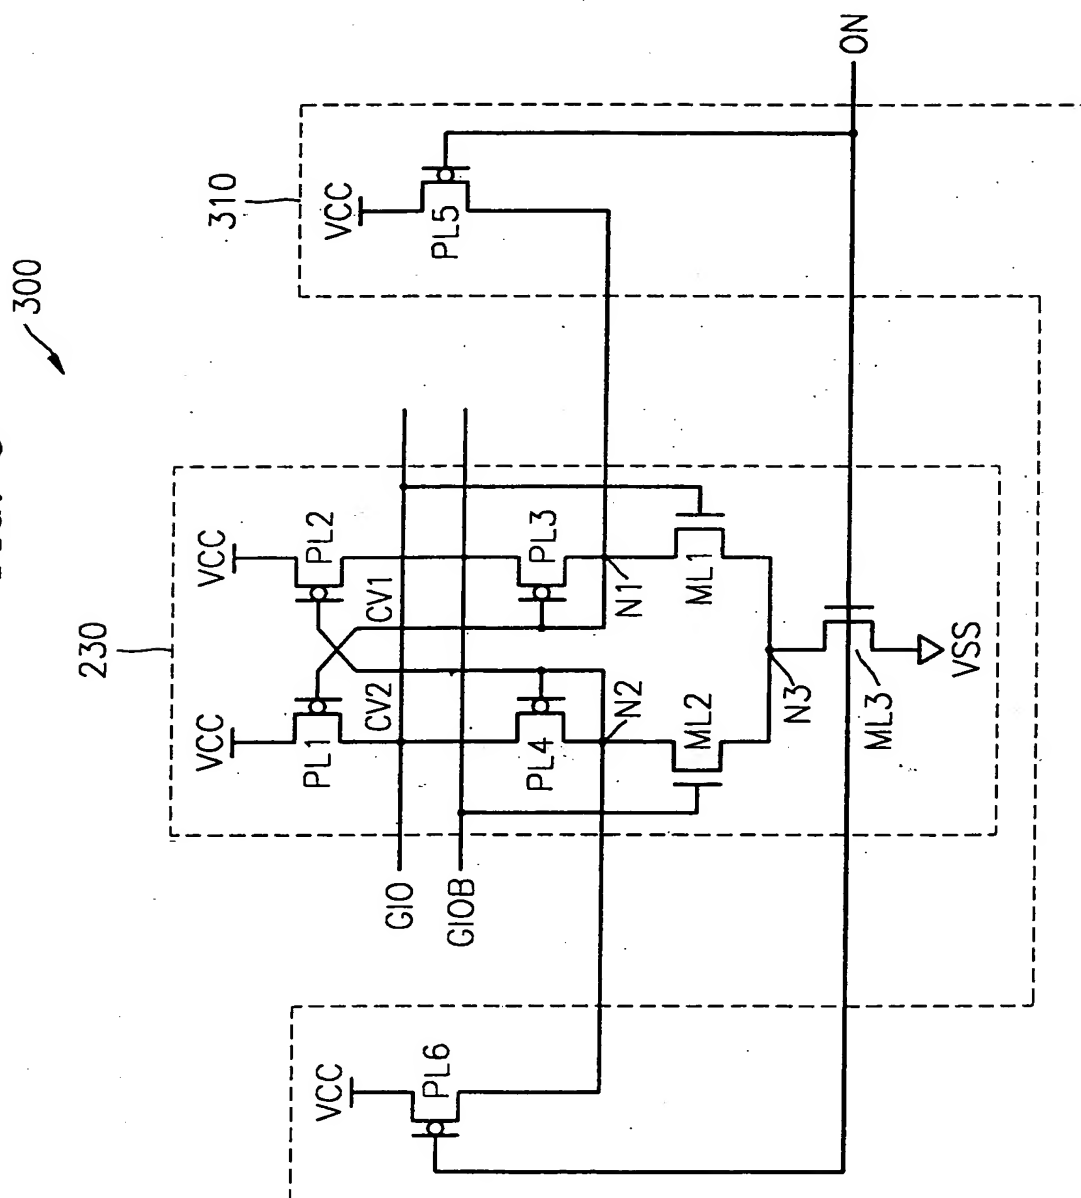 300
310
230
VCC
PL5
ON
VCC
VCC
PL1
PL2
CV2
CV1
GIO
GIOB
PL4
PL3
N2
N1
ML2
ML1
N3
ML3
VSS
VCC
PL6